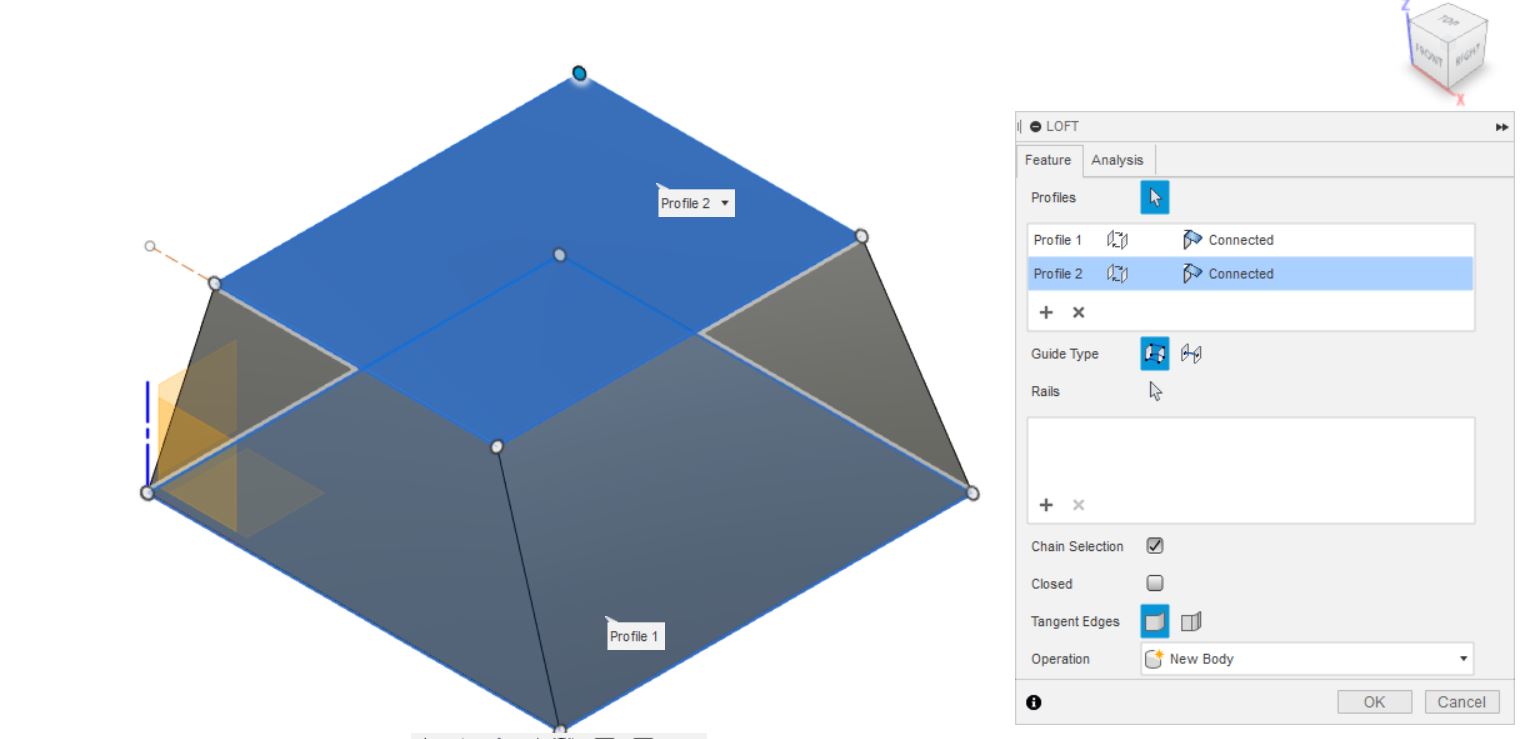 Z
TOP
FRONT
RIGHT
X
LOFT
Feature
Analysis
Profiles
Profile 1
Connected
Profile 2
Connected
Guide Type
Rails
Chain Selection
Closed
Tangent Edges
Operation
New Body
OK
Cancel
Profile 2
Profile 1